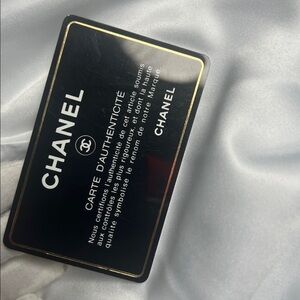 CHANEL
CARTE D'AUTHENTICITÉ
Nous certifions l'authenticité de cet article soumis
aux contrôles les plus rigoureux, et dont la haute
qualité symbolise le renom de notre Marque.
CHANEL